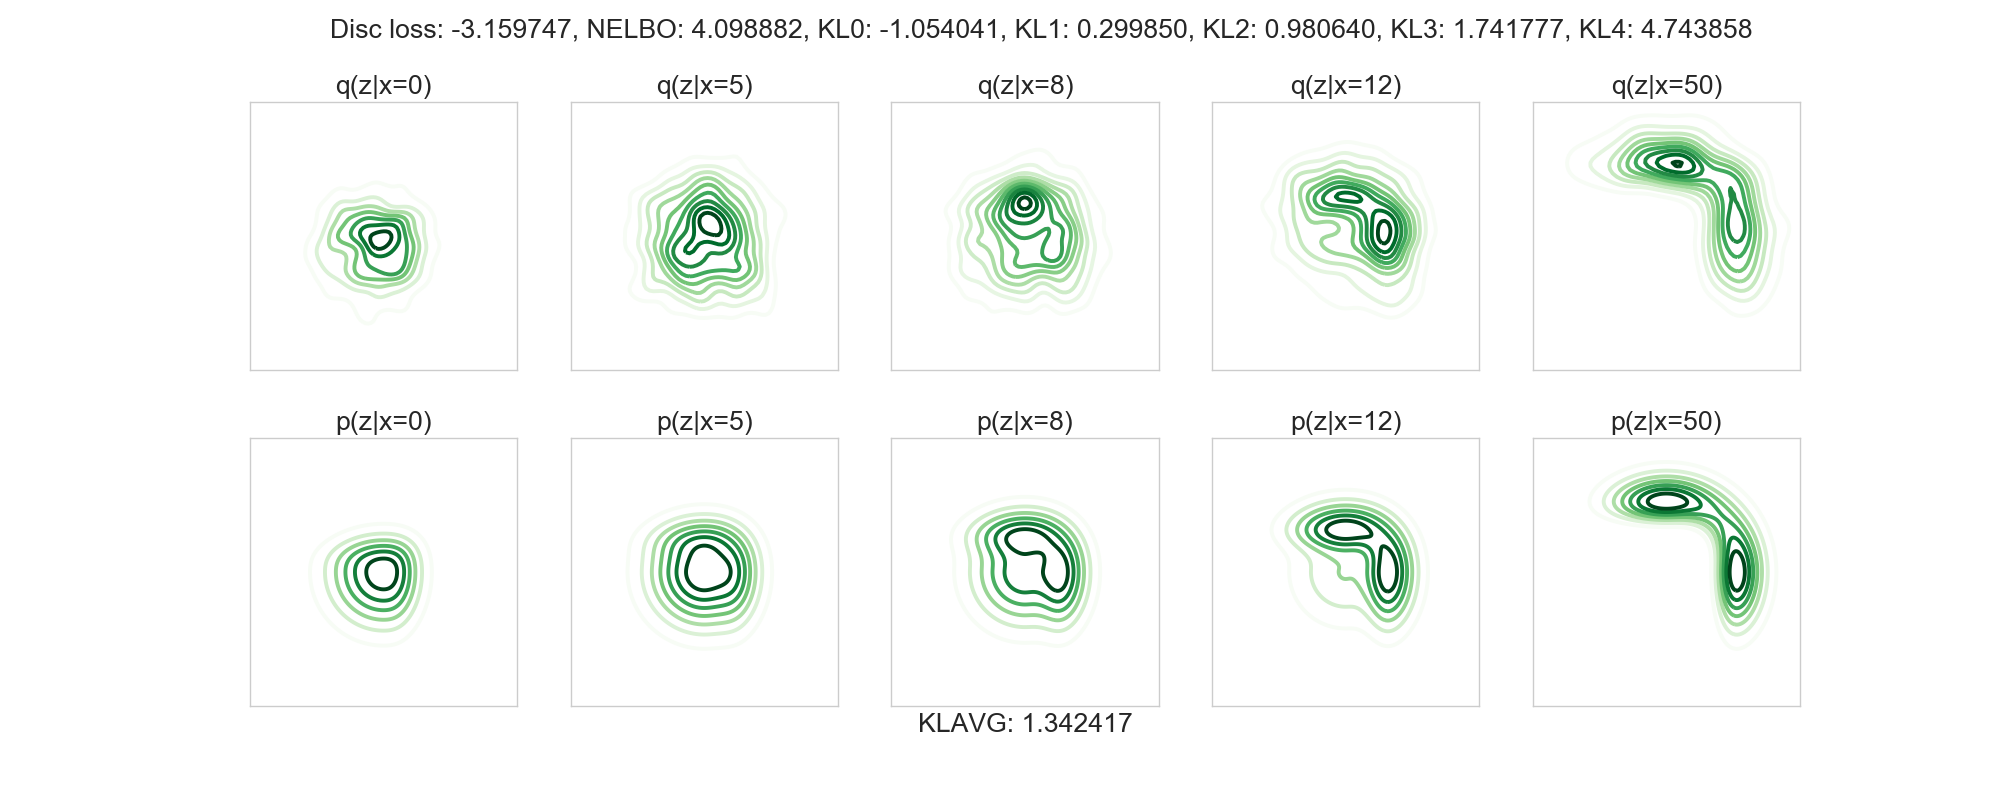 Disc loss: -3.159747, NELBO: 4.098882, KL0: -1.054041, KL1: 0.299850, KL2: 0.980640, KL3: 1.741777, KL4: 4.743858
q(z|x=0)
q(z|x=5)
q(z|x=8)
q(z|x=12)
q(z|x=50)
p(z|x=0)
p(z|x=5)
p(z|x=8)
p(z|x=12)
p(z|x=50)
KLAVG: 1.342417